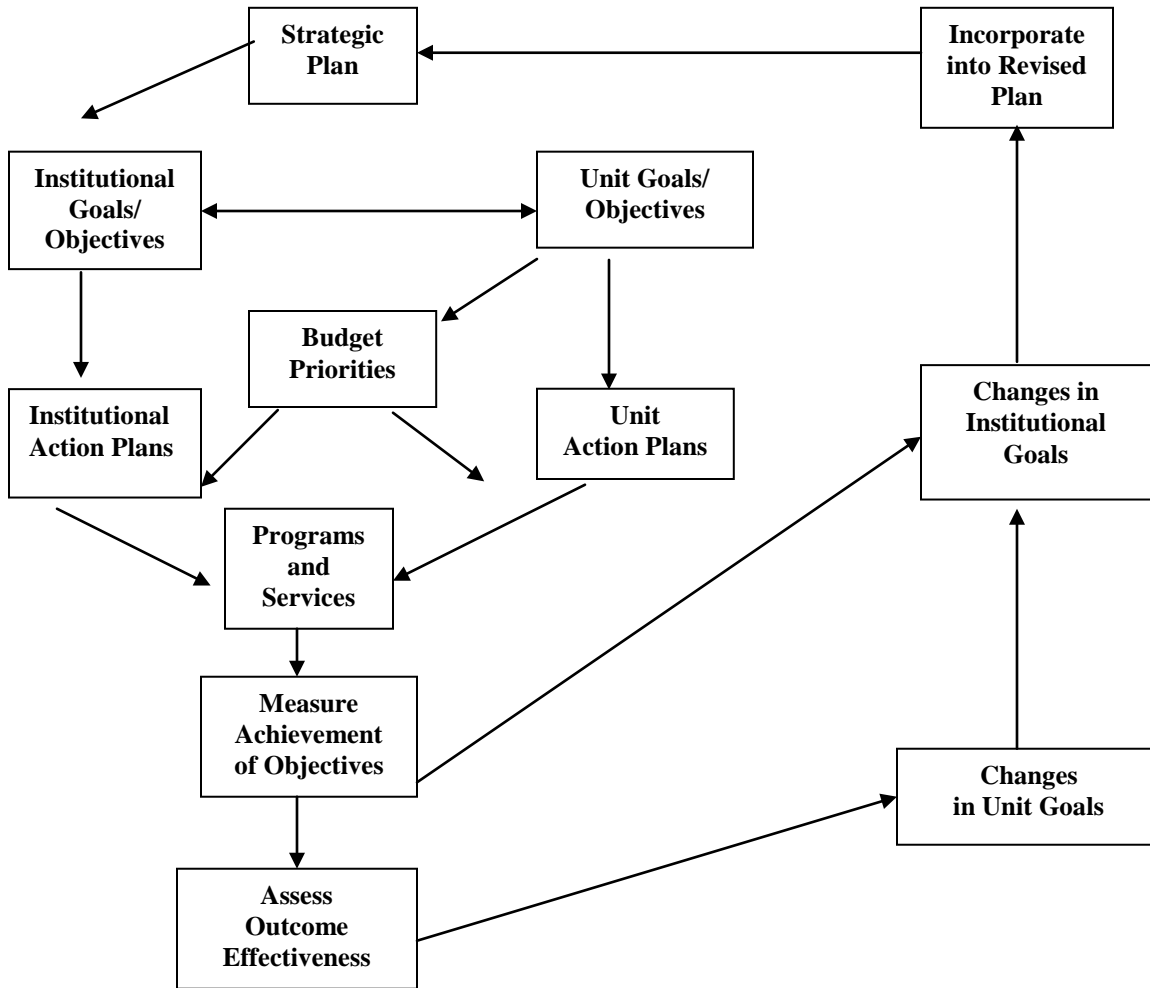 Strategic
Plan
Incorporate
into Revised
Plan
Institutional
Goals/
Objectives
Unit Goals/
Objectives
Budget
Priorities
Institutional
Action Plans
Unit
Action Plans
Changes in
Institutional
Goals
Programs
and
Services
Measure
Achievement
of Objectives
Changes
in Unit Goals
Assess
Outcome
Effectiveness